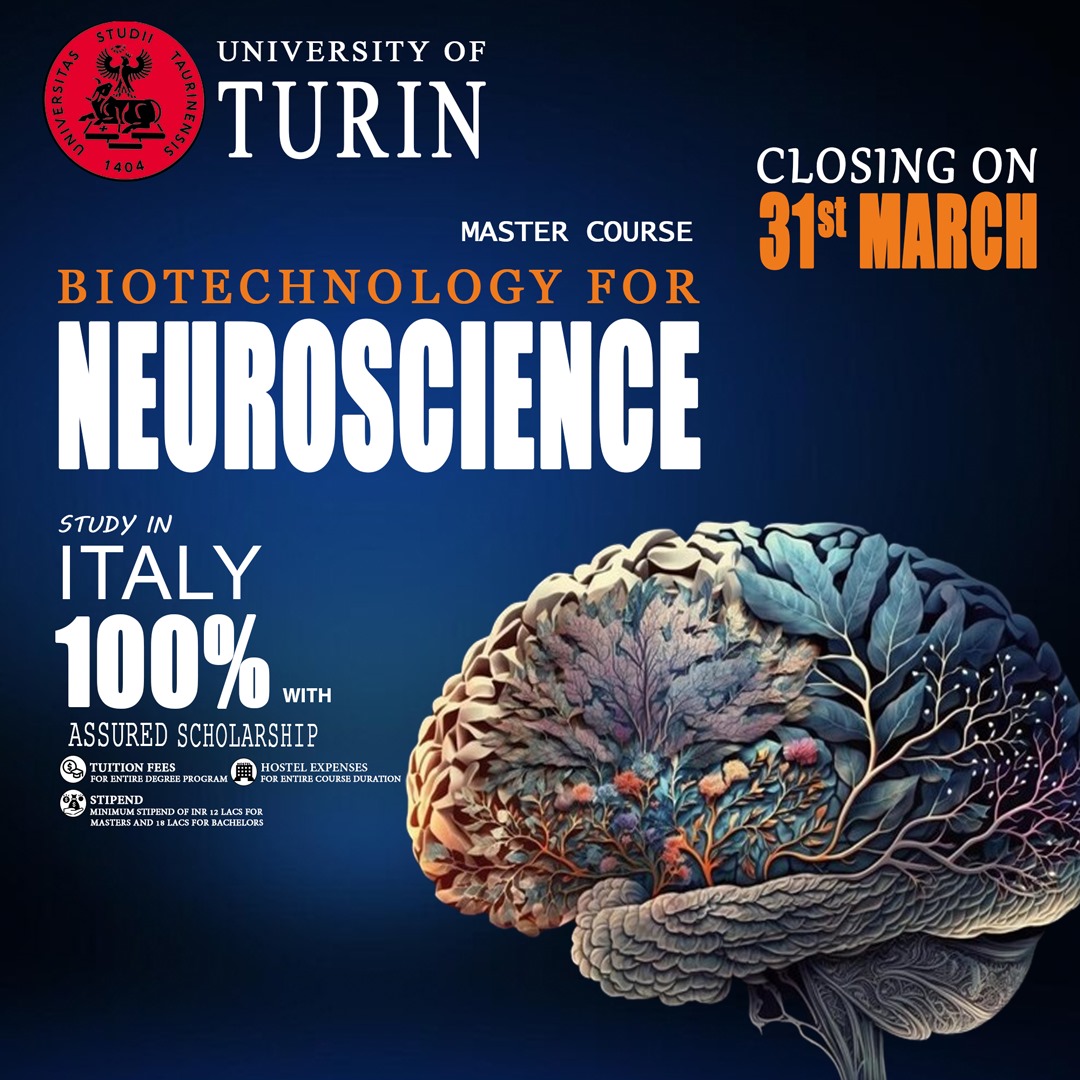 UNIVERSITAS STUDII TAURINENSIS
1404
UNIVERSITY OF
TURIN
CLOSING ON
31st MARCH
MASTER COURSE
BIOTECHNOLOGY FOR
NEUROSCIENCE
STUDY IN
ITALY
100% WITH
ASSURED SCHOLARSHIP
TUITION FEES
FOR ENTIRE DEGREE PROGRAM
HOSTEL EXPENSES
FOR ENTIRE COURSE DURATION
STIPEND
MINIMUM STIPEND OF INR 12 LACS FOR
MASTERS AND 18 LACS FOR BACHELORS